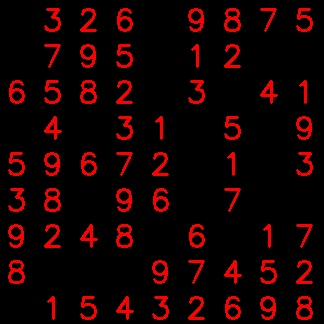 3 2 6 9 8 7 5
7 9 5 1 2
6 5 8 2 3 4 1
4 3 1 5 9
5 9 6 7 2 1 3
3 8 9 6 7
9 2 4 8 6 1 7
8 9 7 4 5 2
1 5 4 3 2 6 9 8